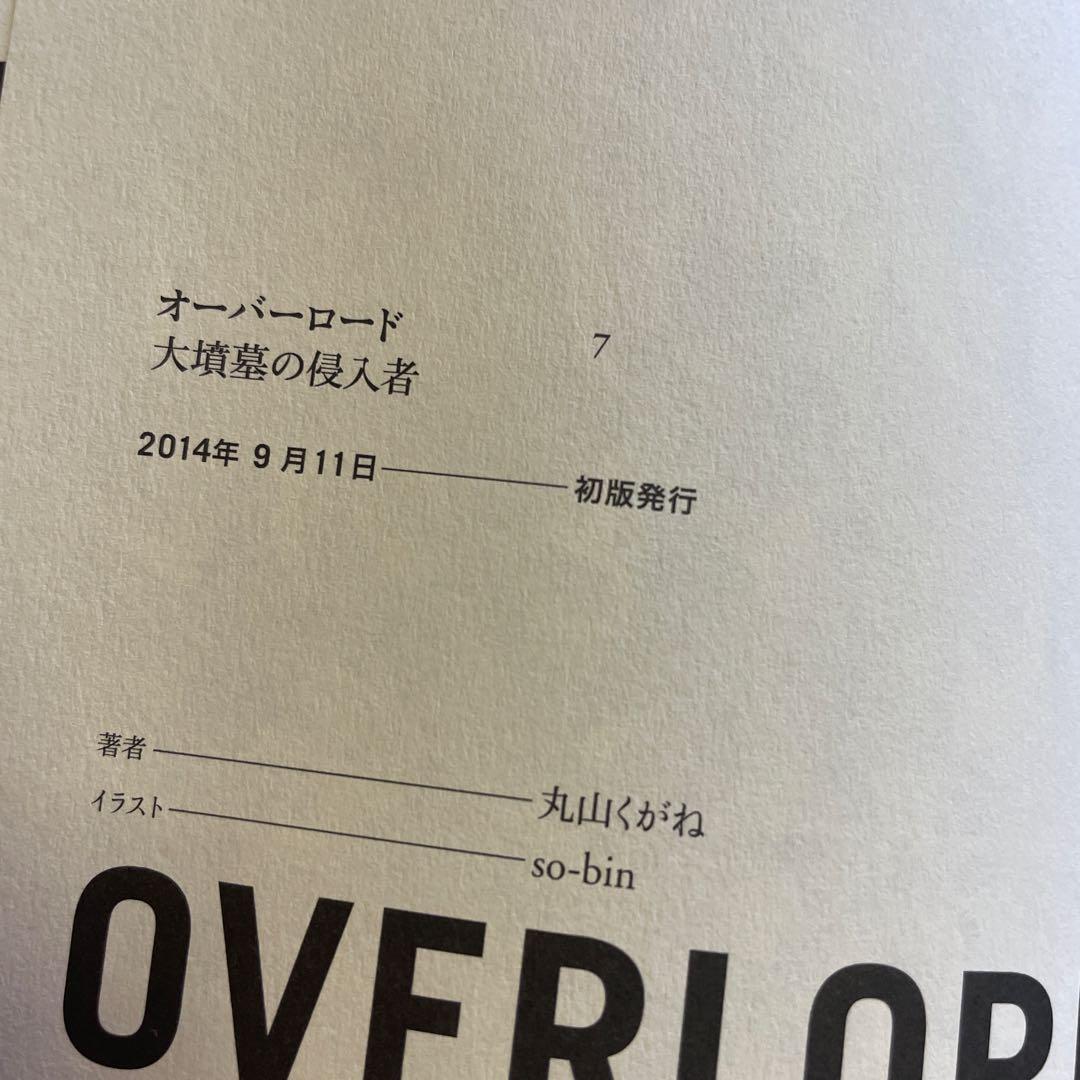 オーバーロード 7
大墳墓の侵入者
2014年 9 月11日 初版発行
著者 丸山くがね
イラスト so-bin
OVERLOR